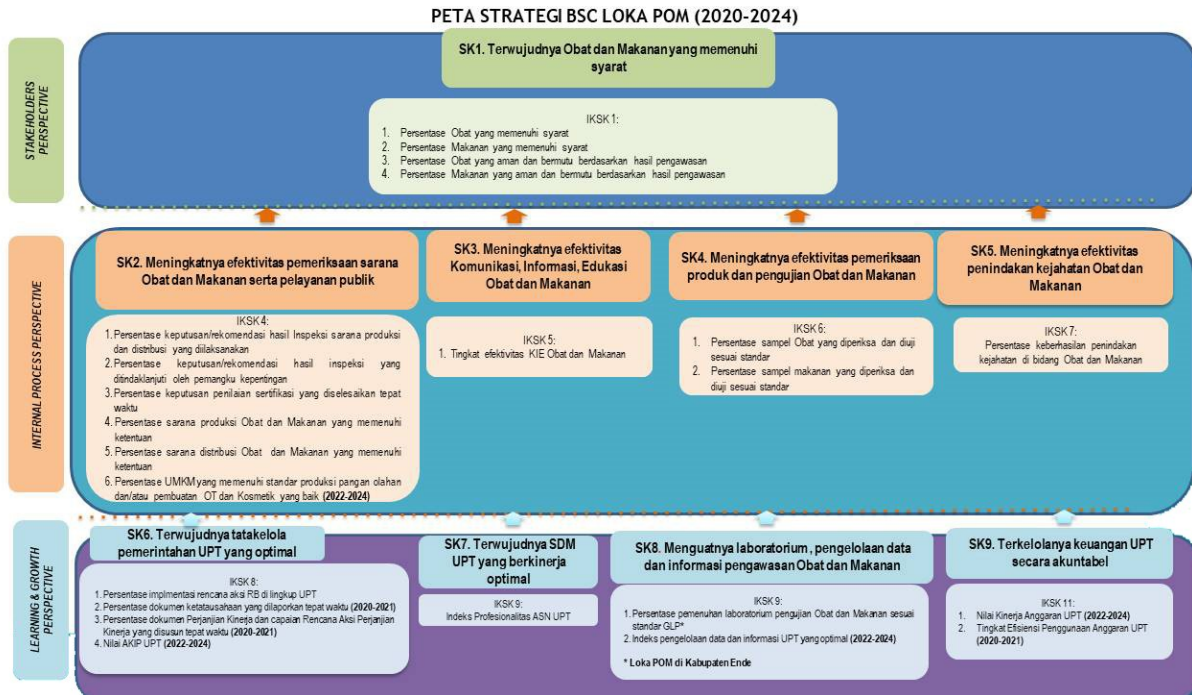 PETA STRATEGI BSC LOKA POM (2020-2024)
STAKEHOLDERS
PERSPECTIVE
SK1. Terwujudnya Obat dan Makanan yang memenuhi
syarat
IKSK 1:
1. Persentase Obat yang memenuhi syarat
2. Persentase Makanan yang memenuhi syarat
3. Persentase Obat yang aman dan bermutu berdasarkan hasil pengawasan
4. Persentase Makanan yang aman dan bermutu berdasarkan hasil pengawasan
INTERNAL PROCESS PERSPECTIVE
SK2. Meningkatnya efektivitas pemeriksaan sarana
Obat dan Makanan serta pelayanan publik
IKSK 4:
1. Persentase keputusan/rekomendasi hasil Inspeksi sarana produksi
dan distribusi yang dilaksanakan
2. Persentase keputusan/rekomendasi hasil inspeksi yang
ditindaklanjuti oleh pemangku kepentingan
3. Persentase keputusan penilaian sertifikasi yang diselesaikan tepat
waktu
4. Persentase sarana produksi Obat dan Makanan yang memenuhi
ketentuan
5. Persentase sarana distribusi Obat dan Makanan yang memenuhi
ketentuan
6. Persentase UMKM yang memenuhi standar produksi pangan olahan
dan/atau pembuatan OT dan Kosmetik yang baik (2022-2024)
SK3. Meningkatnya efektivitas
Komunikasi, Informasi, Edukasi
Obat dan Makanan
IKSK 5:
1. Tingkat efektivitas KIE Obat dan Makanan
SK4. Meningkatnya efektivitas pemeriksaan
produk dan pengujian Obat dan Makanan
IKSK 6:
1. Persentase sampel Obat yang diperiksa dan diuji
sesuai standar
2. Persentase sampel makanan yang diperiksa dan
diuji sesuai standar
SK5. Meningkatnya efektivitas
penindakan kejahatan Obat dan
Makanan
IKSK 7:
Persentase keberhasilan penindakan
kejahatan di bidang Obat dan Makanan
LEARNING & GROWTH
PERSPECTIVE
SK6. Terwujudnya tatakelola
pemerintahan UPT yang optimal
IKSK 8:
1. Persentase implmentasi rencana aksi RB di lingkup UPT
2. Persentase dokumen ketatausahaan yang dilaporkan tepat waktu (2020-2021)
3. Persentase dokumen Perjanjian Kinerja dan capaian Rencana Aksi Perjanjian
Kinerja yang disusun tepat waktu (2020-2021)
4. Nilai AKIP UPT (2022-2024)
SK7. Terwujudnya SDM
UPT yang berkinerja
optimal
IKSK 9:
Indeks Profesionalitas ASN UPT
SK8. Menguatnya laboratorium, pengelolaan data
dan informasi pengawasan Obat dan Makanan
IKSK 9:
1. Persentase pemenuhan laboratorium pengujian Obat dan Makanan sesuai
standar GLP*
2. Indeks pengelolaan data dan informasi UPT yang optimal (2022-2024)
* Loka POM di Kabupaten Ende
SK9. Terkelolanya keuangan UPT
secara akuntabel
IKSK 11:
1. Nilai Kinerja Anggaran UPT (2022-2024)
2. Tingkat Efisiensi Penggunaan Anggaran UPT
(2020-2021)